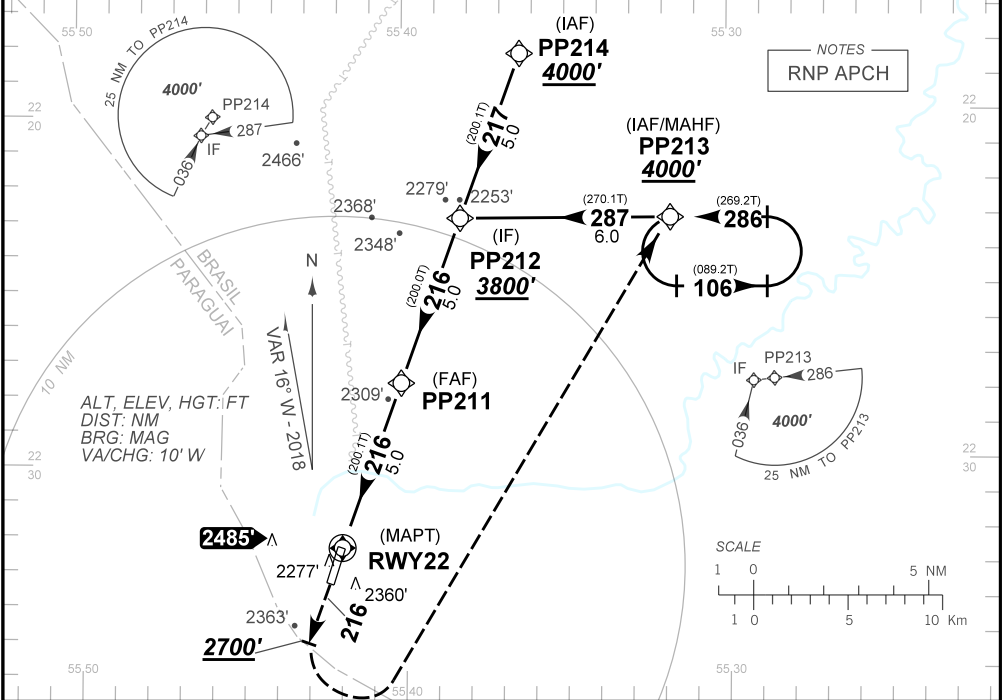 55 50
55 40
55 30
(IAF)
PP214
4000'
NOTES
RNP APCH
25 NM TO PP214
4000'
PP214
287
IF
036
2466'
22
20
22
20
(200.1T)
217
5.0
(IAF/MAHF)
PP213
4000'
2279'
2253'
2368'
2348'
(270.1T)
287
6.0
(269.2T)
286
(089.2T)
106
(IF)
PP212
3800'
BRASIL
PARAGUAI
N
VAR 16° W - 2018
(200.0T)
216
5.0
10 NM
(FAF)
PP211
2309'
IF
PP213
286
036
4000'
25 NM TO PP213
ALT, ELEV, HGT: FT
DIST: NM
BRG: MAG
VA/CHG: 10' W
22
30
22
30
(200.1T)
216
5.0
2485'
(MAPT)
RWY22
2277'
2360'
216
2363'
2700'
SCALE
1 0 5 NM
1 0 5 10 Km
55 50
55 40
55 30